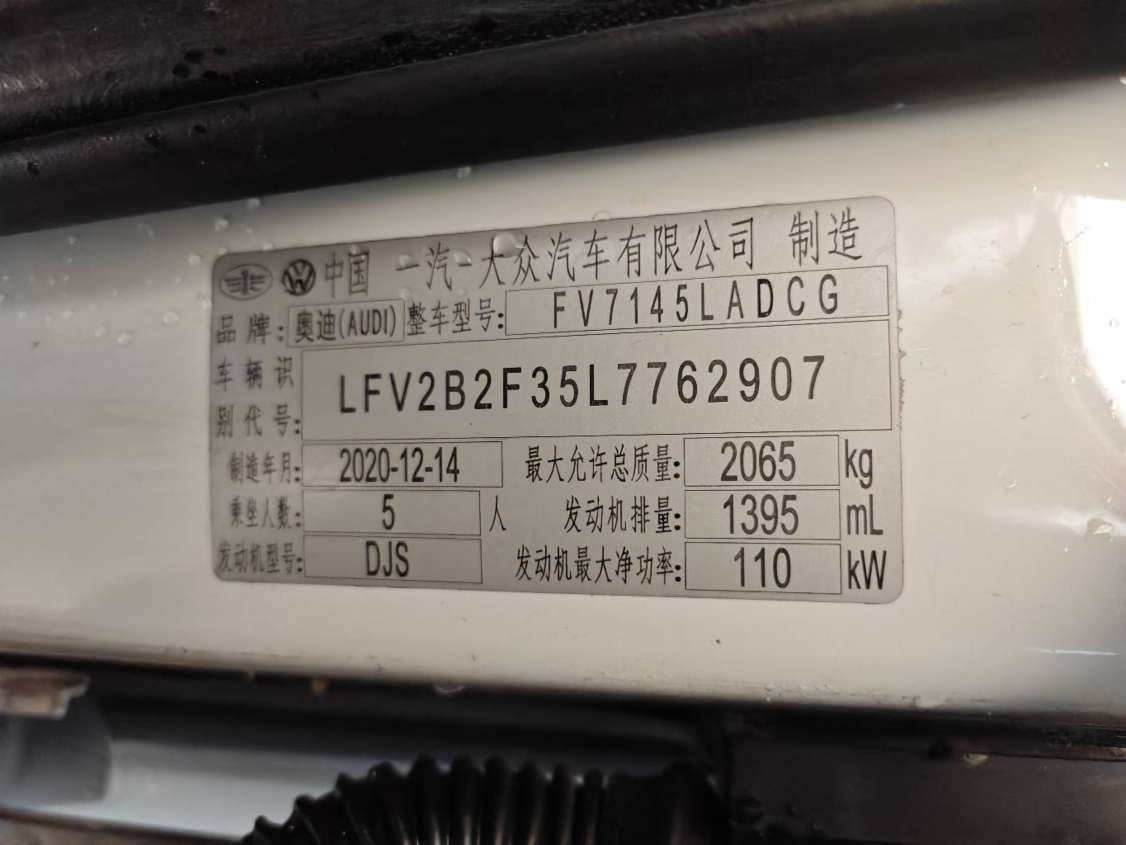 中国 一汽-大众汽车有限公司 制造
品牌: 奥迪(AUDI) 整车型号: FV7145LADCG
车辆识别代号: LFV2B2F35L7762907
制造年月: 2020-12-14 最大允许总质量: 2065 kg
乘坐人数: 5 人 发动机排量: 1395 mL
发动机型号: DJS 发动机最大净功率: 110 kW